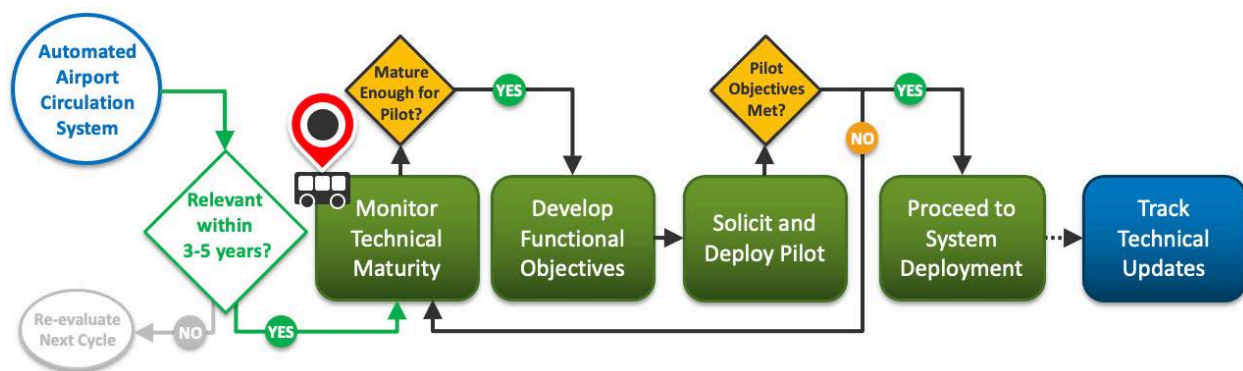 Automated
Airport
Circulation
System
Relevant
within
3-5 years?
NO
Re-evaluate
Next Cycle
YES
Monitor
Technical
Maturity
Mature
Enough for
Pilot?
YES
Develop
Functional
Objectives
Solicit and
Deploy Pilot
Pilot
Objectives
Met?
NO
YES
Proceed to
System
Deployment
Track
Technical
Updates